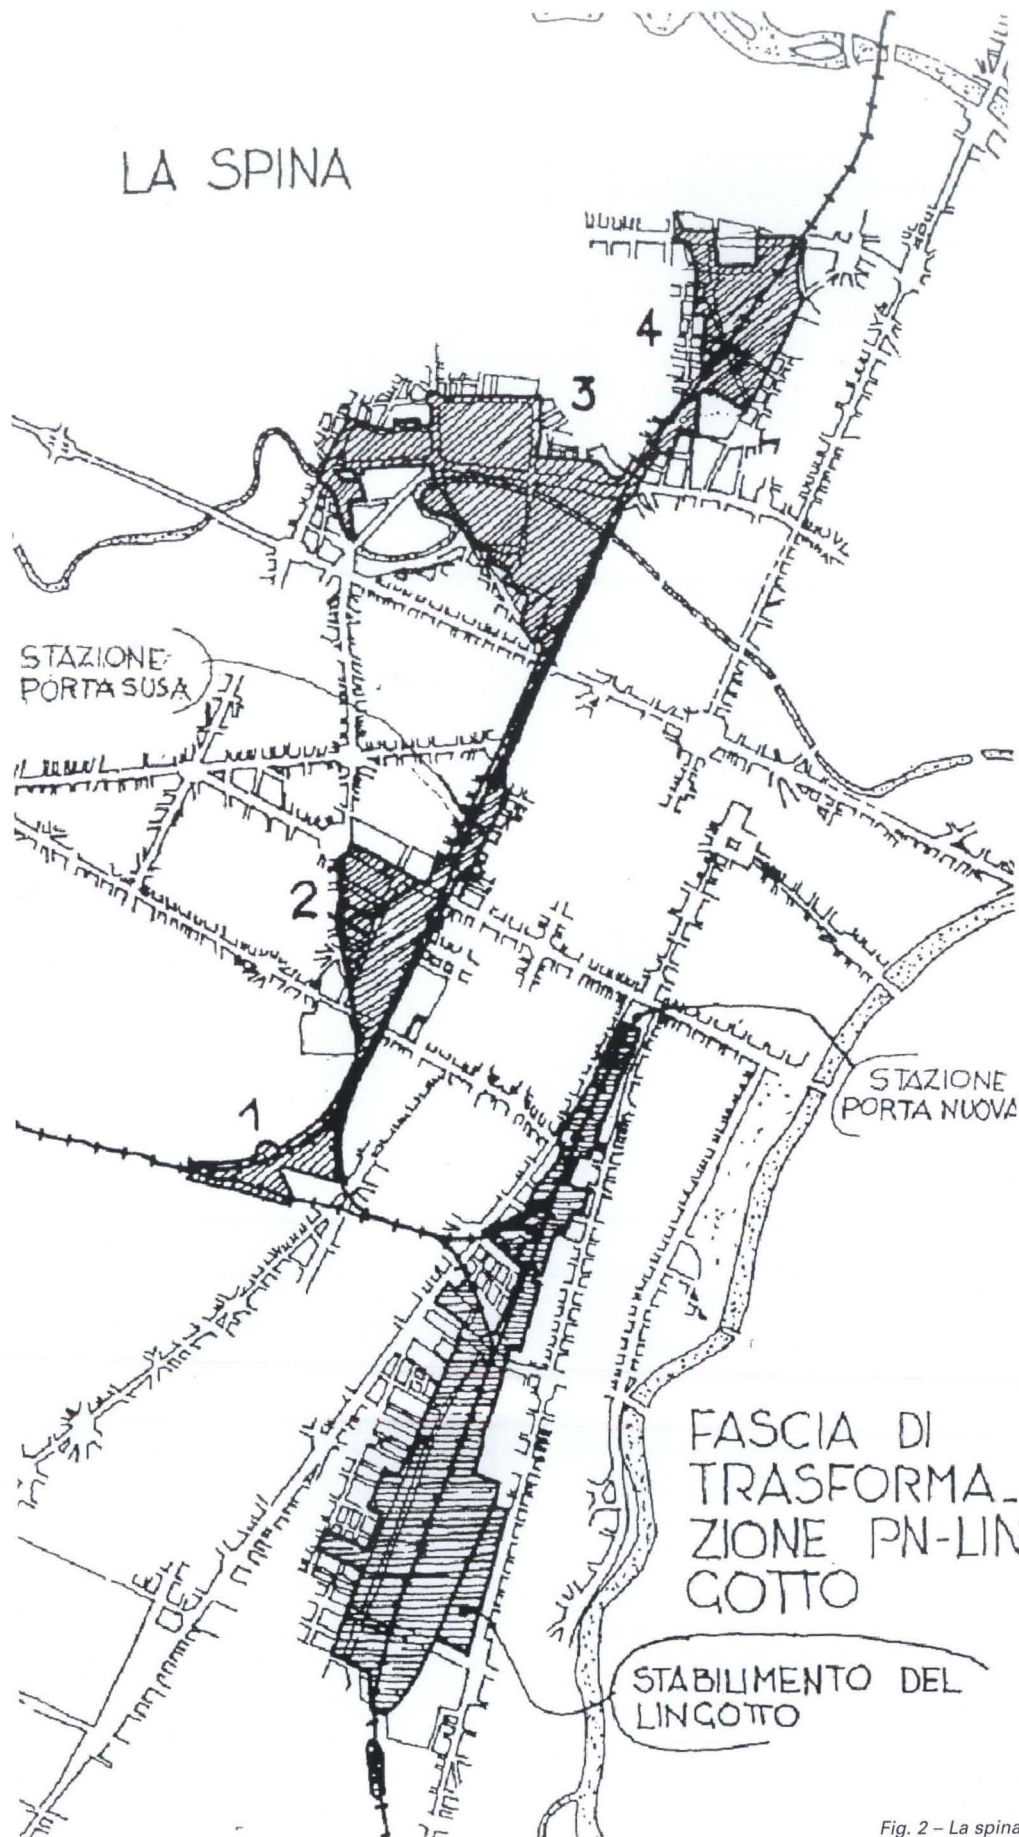 LA SPINA
4
3
STAZIONE
PORTA SUSA
2
STAZIONE
PORTA NUOVA
1
FASCIA DI
TRASFORMA-
ZIONE PN-LIN
GOTTO
STABILIMENTO DEL
LINGOTTO
Fig. 2 – La spina